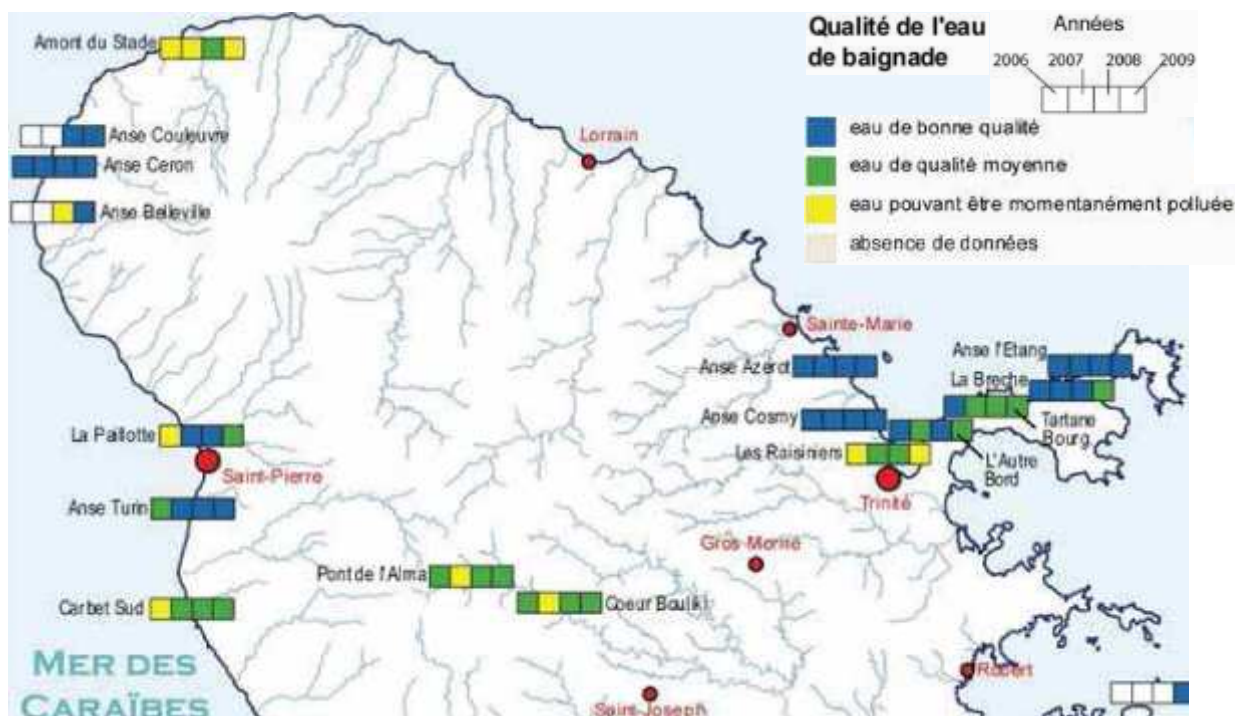 Qualité de l'eau
de baignade
Années
2006
2007
2008
2009
eau de bonne qualité
eau de qualité moyenne
eau pouvant être momentanément polluée
absence de données
Amont du Stade
Anse Couleuvre
Anse Ceron
Anse Belleville
Lorrain
Sainte-Marie
Anse Azerot
Anse l'Etang
La Breche
Anse Cosmy
Tartane
Bourg
La Paillotte
Les Raisiniers
L'Autre
Bord
Saint-Pierre
Trinité
Anse Turin
Gros-Morne
Pont de l'Alma
Coeur Bouliki
Carbet Sud
MER DES
CARAÏBES
Robert
Saint-Joseph